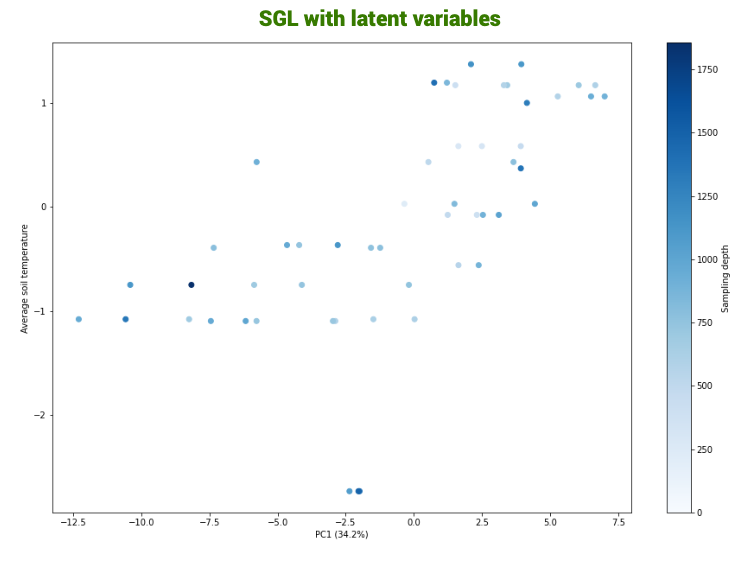 SGL with latent variables
1
0
−1
−2
Average soil temperature
−12.5 −10.0 −7.5 −5.0 −2.5 0.0 2.5 5.0 7.5
PC1 (34.2%)
1750
1500
1250
1000
750
500
250
0
Sampling depth